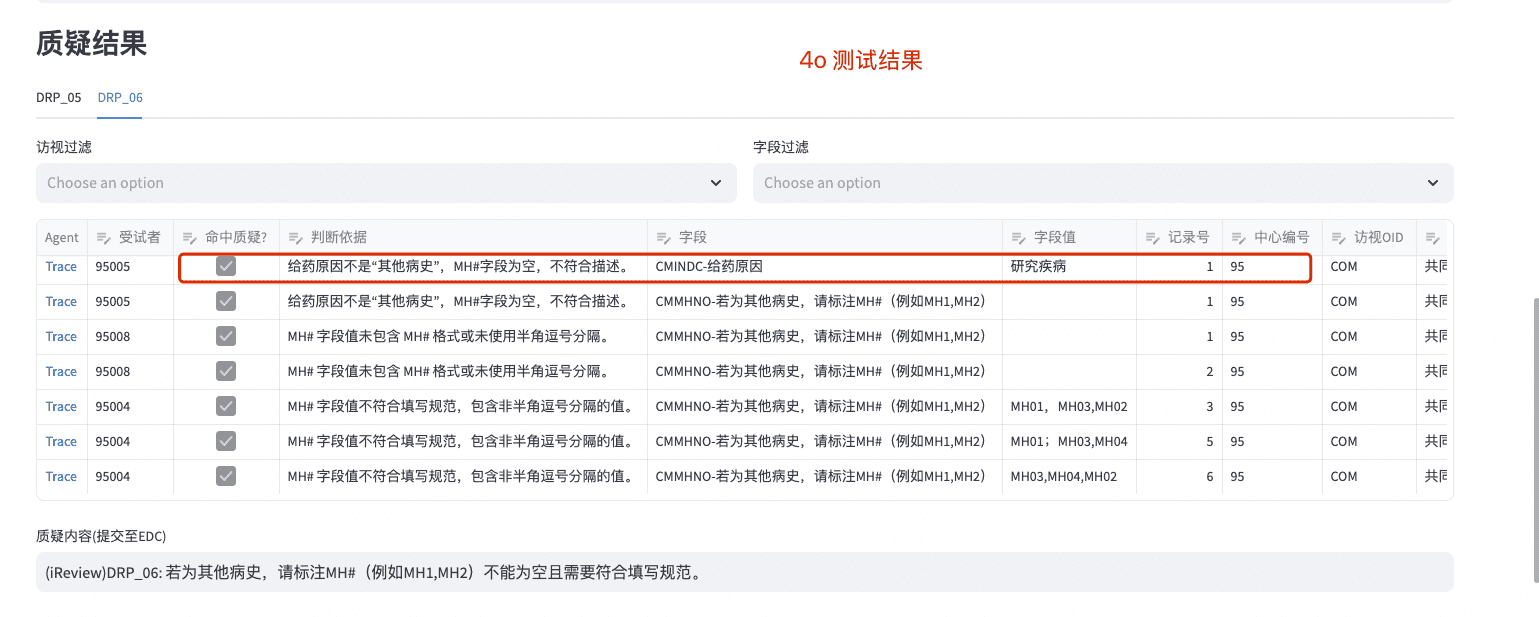 质疑结果
4o 测试结果
DRP_05 DRP_06
访视过滤 字段过滤
Choose an option Choose an option
Agent 受试者 命中质疑? 判断依据 字段 字段值 记录号 中心编号 访视OID
Trace 95005 给药原因不是“其他病史”，MH#字段为空，不符合描述。 CMINDC-给药原因 研究疾病 1 95 COM 共同
Trace 95005 给药原因不是“其他病史”，MH#字段为空，不符合描述。 CMMHNO-若为其他病史，请标注MH#（例如MH1,MH2） 1 95 COM 共同
Trace 95008 MH# 字段值未包含 MH# 格式或未使用半角逗号分隔。 CMMHNO-若为其他病史，请标注MH#（例如MH1,MH2） 1 95 COM 共同
Trace 95008 MH# 字段值未包含 MH# 格式或未使用半角逗号分隔。 CMMHNO-若为其他病史，请标注MH#（例如MH1,MH2） 2 95 COM 共同
Trace 95004 MH# 字段值不符合填写规范，包含非半角逗号分隔的值。 CMMHNO-若为其他病史，请标注MH#（例如MH1,MH2） MH01，MH03,MH02 3 95 COM 共同
Trace 95004 MH# 字段值不符合填写规范，包含非半角逗号分隔的值。 CMMHNO-若为其他病史，请标注MH#（例如MH1,MH2） MH01；MH03,MH04 5 95 COM 共同
Trace 95004 MH# 字段值不符合填写规范，包含非半角逗号分隔的值。 CMMHNO-若为其他病史，请标注MH#（例如MH1,MH2） MH03,MH04,MH02 6 95 COM 共同
质疑内容(提交至EDC)
(iReview)DRP_06: 若为其他病史，请标注MH#（例如MH1,MH2）不能为空且需要符合填写规范。